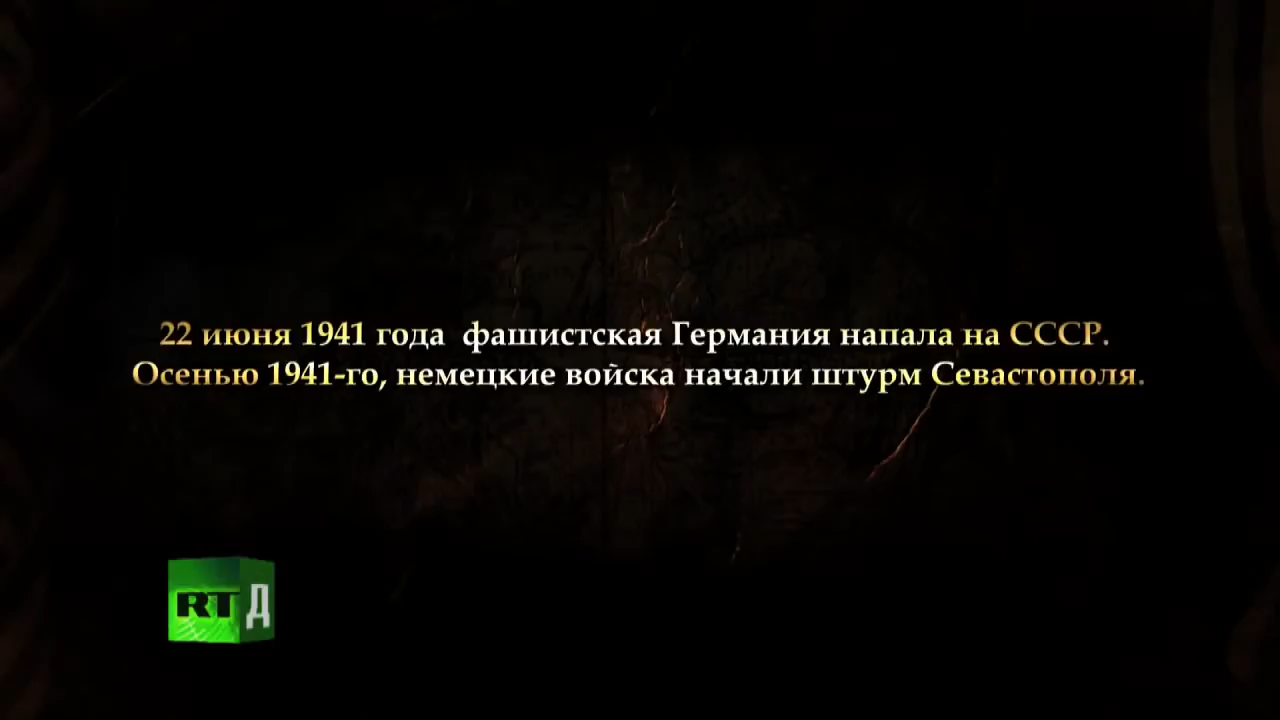 22 июня 1941 года  фашистская Германия напала на СССР.
Осенью 1941-го, немецкие войска начали штурм Севастополя.
RT Д